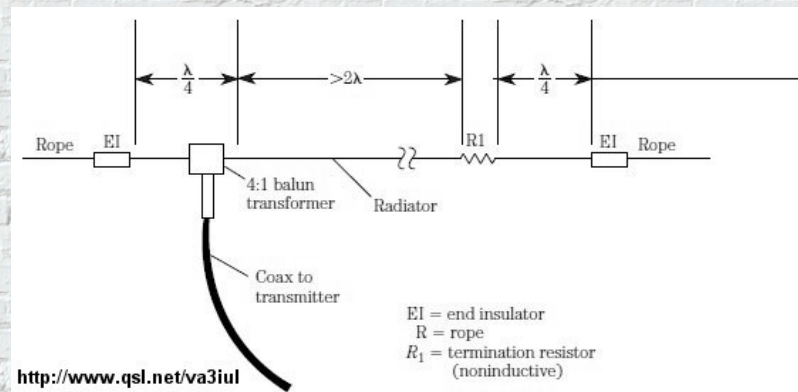 λ/4
>2λ
λ/4
Rope
EI
R1
EI
Rope
4:1 balun
transformer
Radiator
Coax to
transmitter
EI = end insulator
R = rope
R₁ = termination resistor
(noninductive)
http://www.qsl.net/va3iul